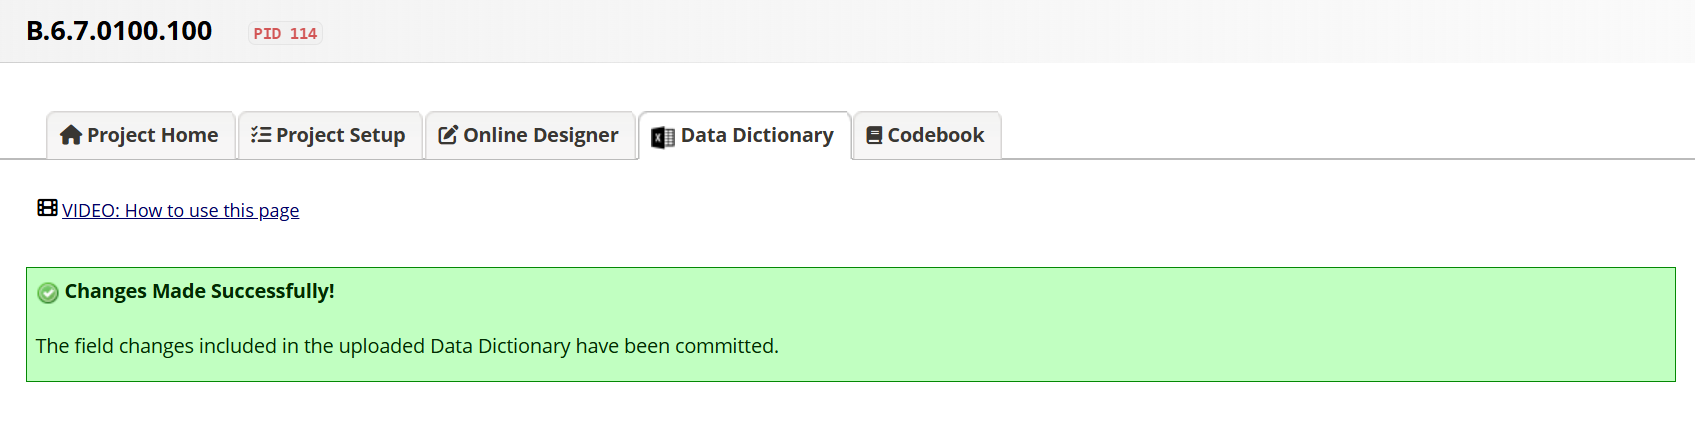 B.6.7.0100.100 PID 114
Project Home Project Setup Online Designer Data Dictionary Codebook
VIDEO: How to use this page
Changes Made Successfully!
The field changes included in the uploaded Data Dictionary have been committed.